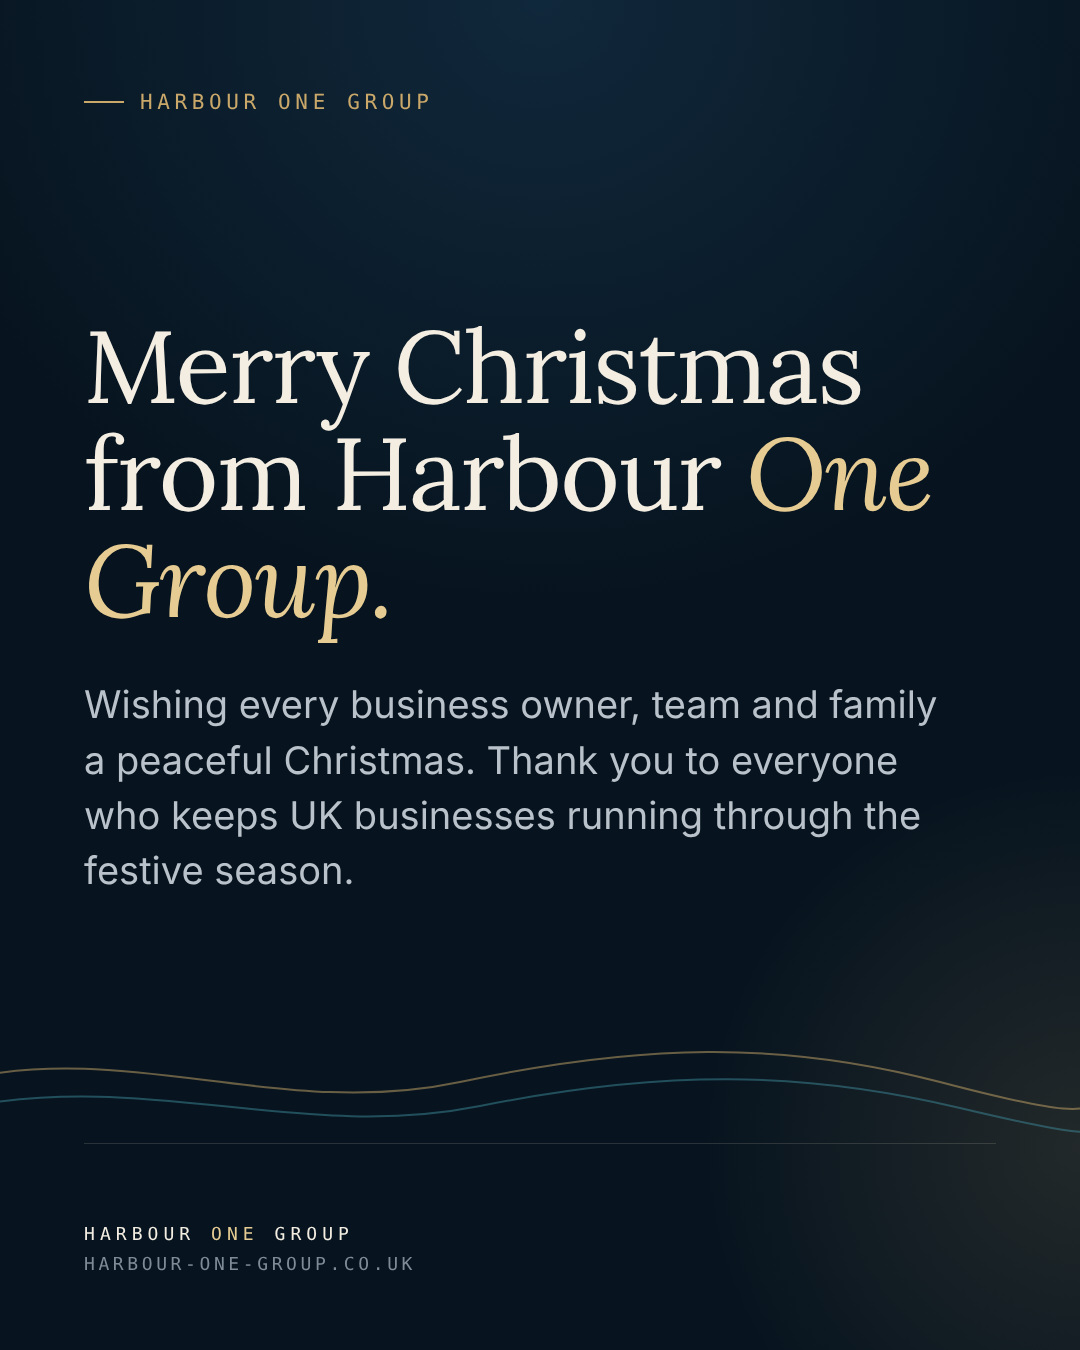 HARBOUR ONE GROUP
Merry Christmas
from Harbour One
Group.
Wishing every business owner, team and family
a peaceful Christmas. Thank you to everyone
who keeps UK businesses running through the
festive season.
HARBOUR ONE GROUP
HARBOUR-ONE-GROUP.CO.UK